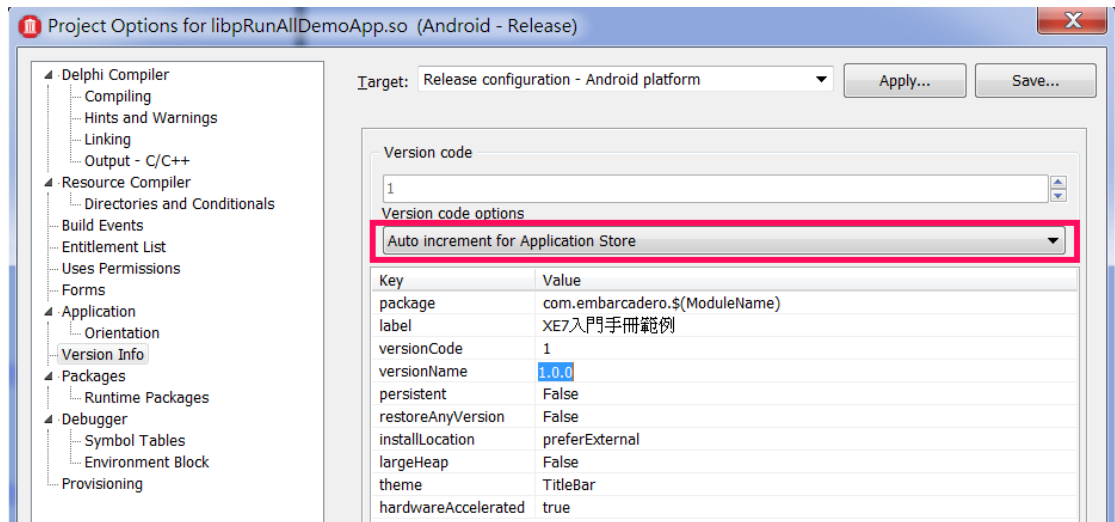 Project Options for libpRunAllDemoApp.so (Android - Release)
Delphi Compiler
Compiling
Hints and Warnings
Linking
Output - C/C++
Resource Compiler
Directories and Conditionals
Build Events
Entitlement List
Uses Permissions
Forms
Application
Orientation
Version Info
Packages
Runtime Packages
Debugger
Symbol Tables
Environment Block
Provisioning
Target: Release configuration - Android platform Apply... Save...
Version code
1
Version code options
Auto increment for Application Store
Key Value
package com.embarcadero.$(ModuleName)
label XE7入門手冊範例
versionCode 1
versionName 1.0.0
persistent False
restoreAnyVersion False
installLocation preferExternal
largeHeap False
theme TitleBar
hardwareAccelerated true